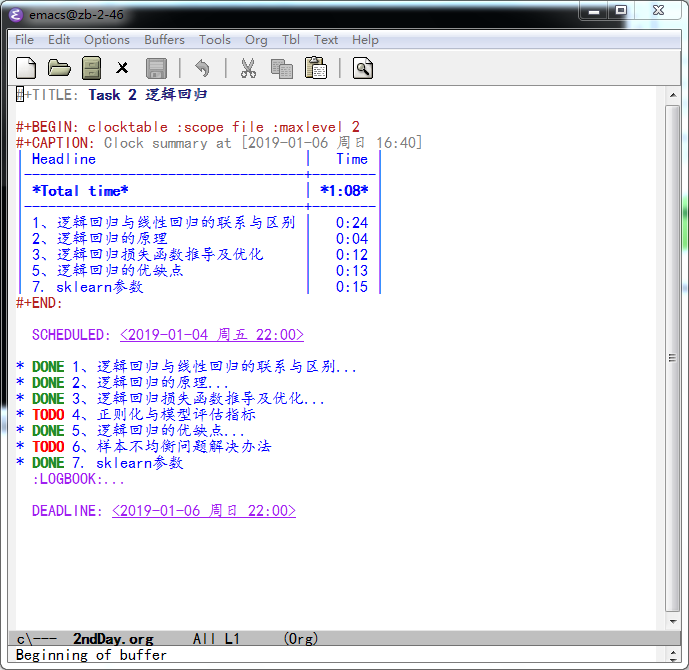 emacs@zb-2-46
File Edit Options Buffers Tools Org Tbl Text Help
#+TITLE: Task 2 逻辑回归
#+BEGIN: clocktable :scope file :maxlevel 2
#+CAPTION: Clock summary at [2019-01-06 周日 16:40]
| Headline                          |   Time |
|-----------------------------------+--------|
| *Total time*                      | *1:08* |
|-----------------------------------+--------|
| 1、逻辑回归与线性回归的联系与区别 |   0:24 |
| 2、逻辑回归的原理                 |   0:04 |
| 3、逻辑回归损失函数推导及优化     |   0:12 |
| 5、逻辑回归的优缺点               |   0:13 |
| 7. sklearn参数                    |   0:15 |
#+END:
SCHEDULED: <2019-01-04 周五 22:00>
* DONE 1、逻辑回归与线性回归的联系与区别...
* DONE 2、逻辑回归的原理...
* DONE 3、逻辑回归损失函数推导及优化...
* TODO 4、正则化与模型评估指标
* DONE 5、逻辑回归的优缺点...
* TODO 6、样本不均衡问题解决办法
* DONE 7. sklearn参数
:LOGBOOK:...
DEADLINE: <2019-01-06 周日 22:00>
c\--- 2ndDay.org All L1 (Org)
Beginning of buffer